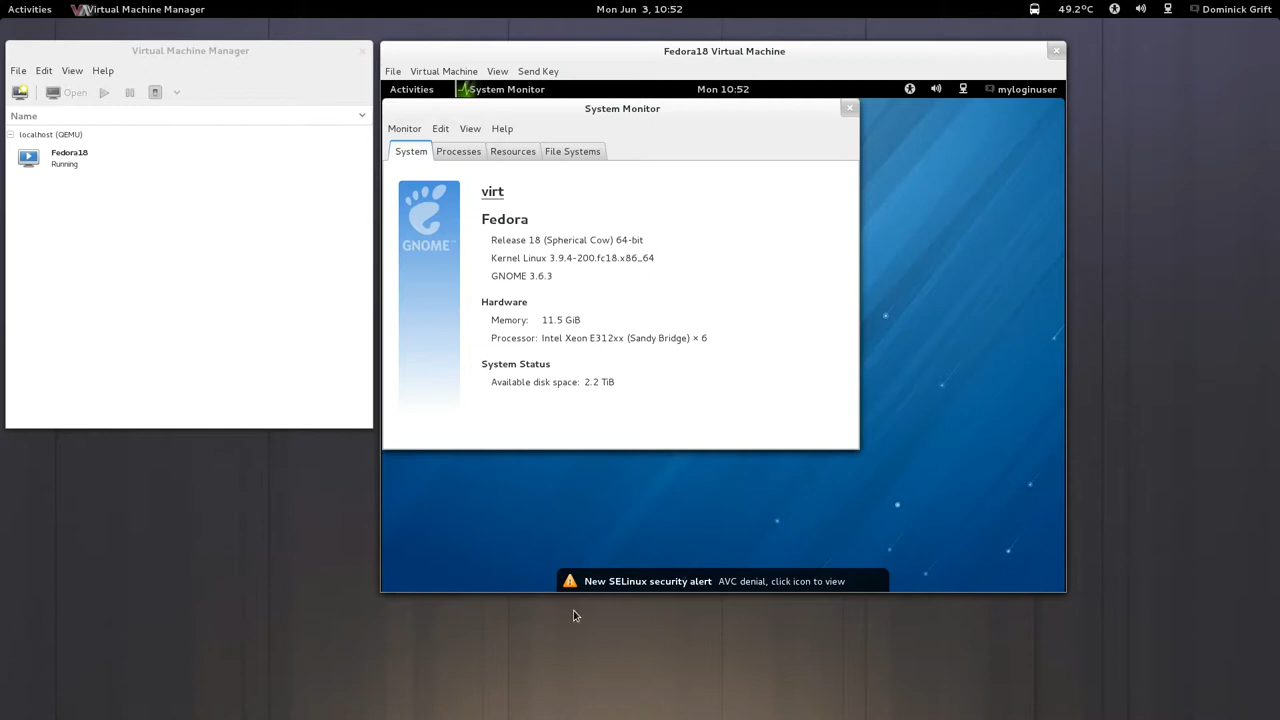 Activities Virtual Machine Manager Mon Jun 3, 10:52 49.2°C Dominick Grift
Virtual Machine Manager
File Edit View Help
Open
Name
localhost (QEMU)
Fedora18
Running
Fedora18 Virtual Machine
File Virtual Machine View Send Key
Activities System Monitor Mon 10:52 myloginuser
System Monitor
Monitor Edit View Help
System Processes Resources File Systems
GNOME
virt
Fedora
Release 18 (Spherical Cow) 64-bit
Kernel Linux 3.9.4-200.fc18.x86_64
GNOME 3.6.3
Hardware
Memory: 11.5 GiB
Processor: Intel Xeon E312xx (Sandy Bridge) × 6
System Status
Available disk space: 2.2 TiB
New SELinux security alert AVC denial, click icon to view